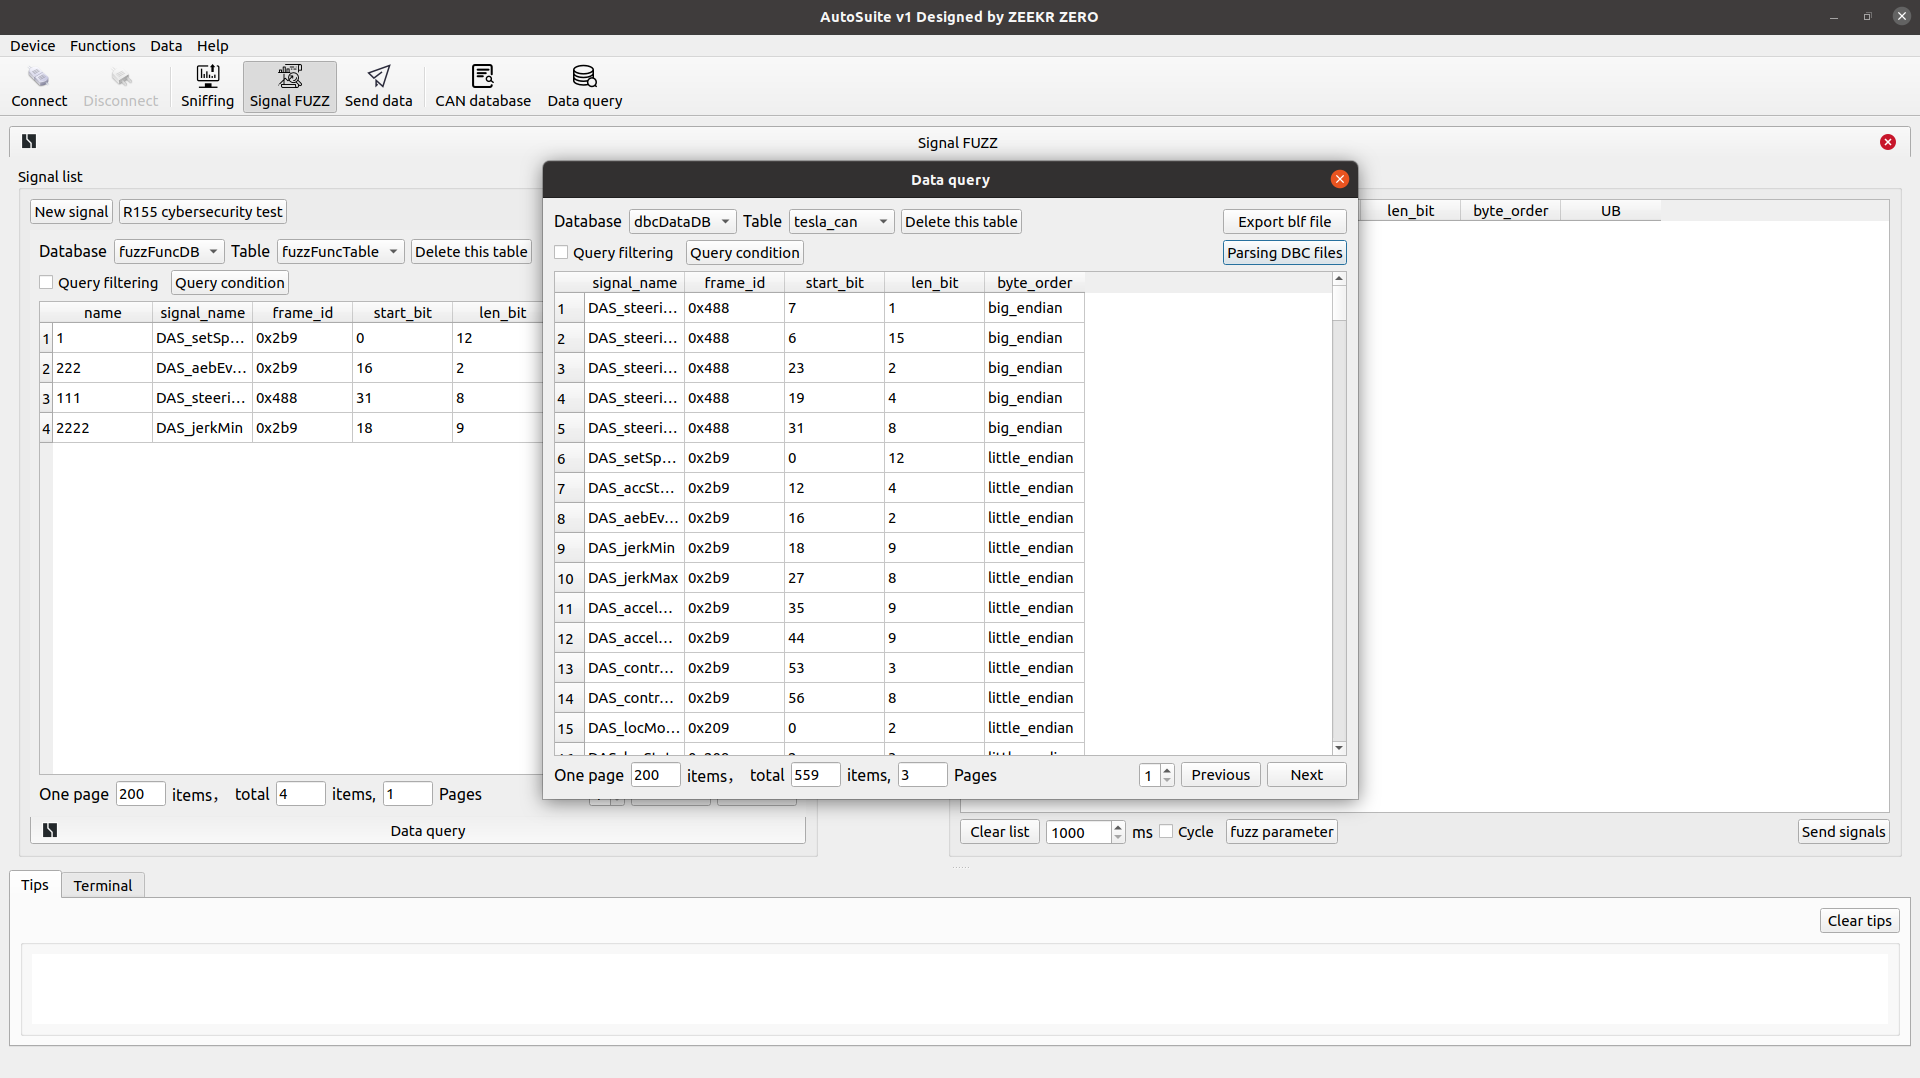 AutoSuite v1 Designed by ZEEKR ZERO
Device Functions Data Help
Connect Disconnect Sniffing Signal FUZZ Send data CAN database Data query
Signal FUZZ
Signal list
New signal R155 cybersecurity test
Database fuzzFuncDB Table fuzzFuncTable Delete this table
Query filtering Query condition
name signal_name frame_id start_bit len_bit
1 1 DAS_setSp... 0x2b9 0 12
2 222 DAS_aebEv... 0x2b9 16 2
3 111 DAS_steeri... 0x488 31 8
4 2222 DAS_jerkMin 0x2b9 18 9
One page 200 items， total 4 items, 1 Pages
Data query
Data query
Database dbcDataDB Table tesla_can Delete this table Export blf file
Query filtering Query condition Parsing DBC files
signal_name frame_id start_bit len_bit byte_order
1 DAS_steeri... 0x488 7 1 big_endian
2 DAS_steeri... 0x488 6 15 big_endian
3 DAS_steeri... 0x488 23 2 big_endian
4 DAS_steeri... 0x488 19 4 big_endian
5 DAS_steeri... 0x488 31 8 big_endian
6 DAS_setSp... 0x2b9 0 12 little_endian
7 DAS_accSt... 0x2b9 12 4 little_endian
8 DAS_aebEv... 0x2b9 16 2 little_endian
9 DAS_jerkMin 0x2b9 18 9 little_endian
10 DAS_jerkMax 0x2b9 27 8 little_endian
11 DAS_accel... 0x2b9 35 9 little_endian
12 DAS_accel... 0x2b9 44 9 little_endian
13 DAS_contr... 0x2b9 53 3 little_endian
14 DAS_contr... 0x2b9 56 8 little_endian
15 DAS_locMo... 0x209 0 2 little_endian
One page 200 items， total 559 items, 3 Pages 1 Previous Next
len_bit byte_order UB
Clear list 1000 ms Cycle fuzz parameter Send signals
Tips Terminal
Clear tips